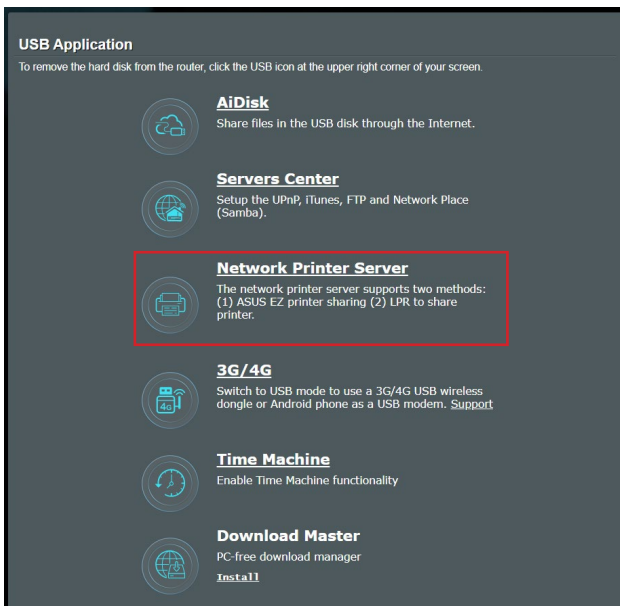 USB Application
To remove the hard disk from the router, click the USB icon at the upper right corner of your screen.
AiDisk
Share files in the USB disk through the Internet.
Servers Center
Setup the UPnP, iTunes, FTP and Network Place
(Samba).
Network Printer Server
The network printer server supports two methods:
(1) ASUS EZ printer sharing (2) LPR to share
printer.
3G/4G
Switch to USB mode to use a 3G/4G USB wireless
dongle or Android phone as a USB modem. Support
4G
Time Machine
Enable Time Machine functionality
Download Master
PC-free download manager
Install